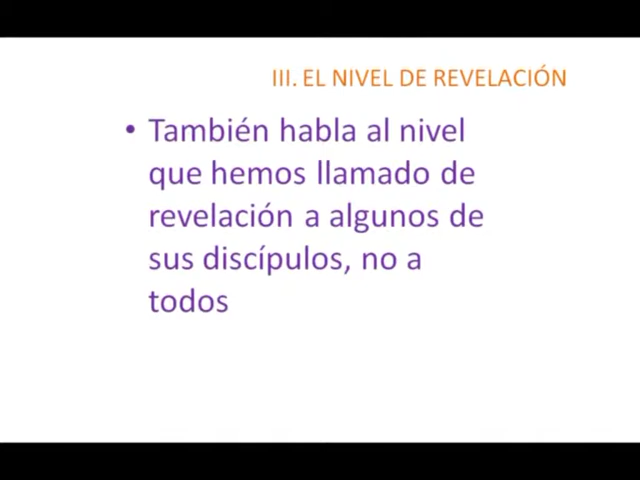 III. EL NIVEL DE REVELACIÓN
• También habla al nivel
que hemos llamado de
revelación a algunos de
sus discípulos, no a
todos